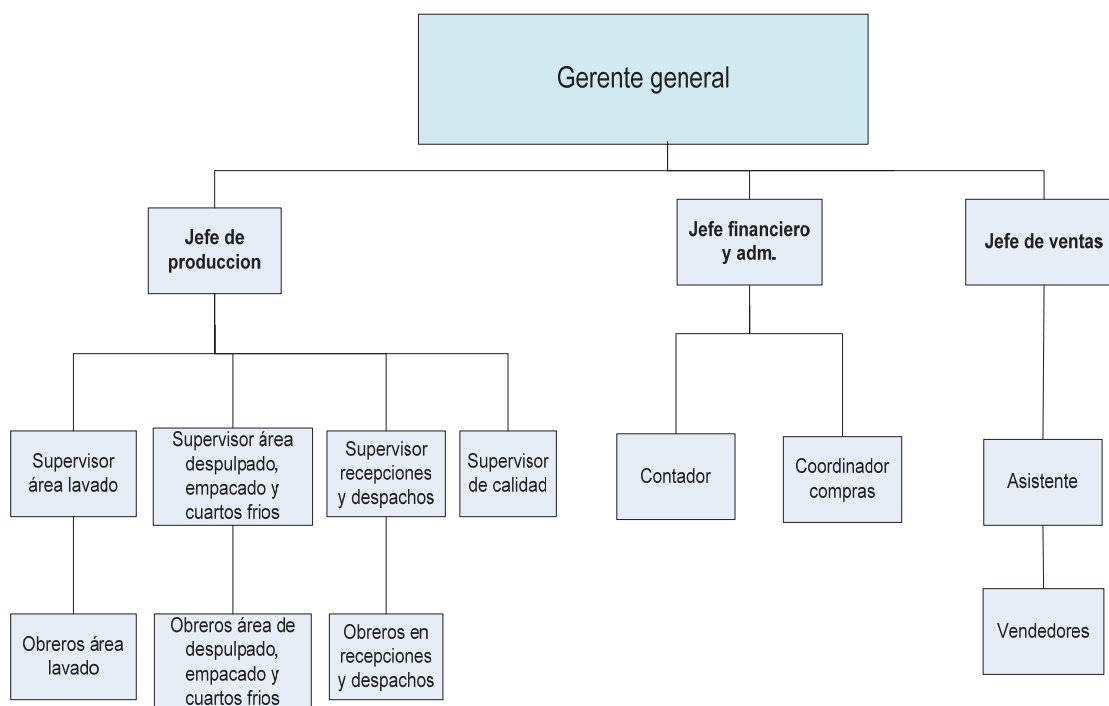 Gerente general
Jefe de
produccion
Jefe financiero
y adm.
Jefe de ventas
Supervisor
área lavado
Supervisor área
despulpado,
empacado y
cuartos frios
Supervisor
recepciones
y despachos
Supervisor
de calidad
Contador
Coordinador
compras
Asistente
Obreros área
lavado
Obreros área de
despulpado,
empacado y
cuartos frios
Obreros en
recepciones
y despachos
Vendedores